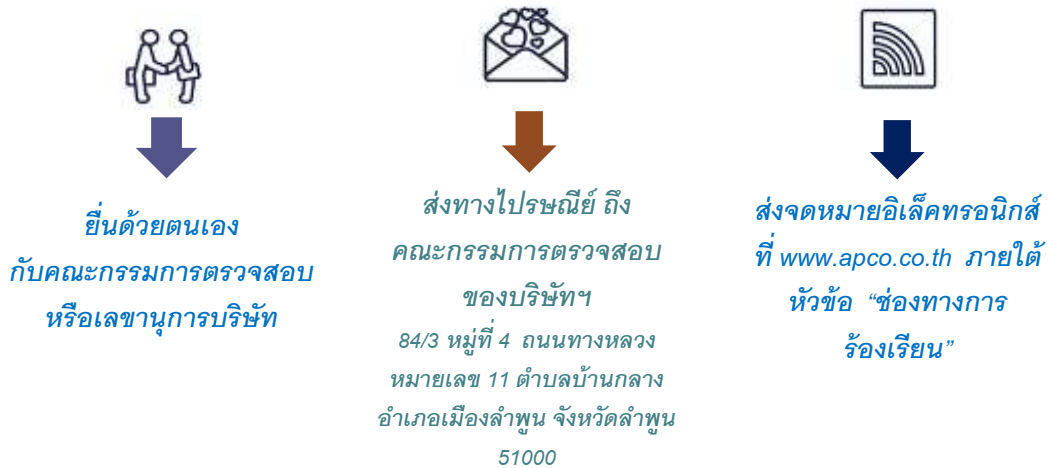 ยื่นด้วยตนเอง
กับคณะกรรมการตรวจสอบ
หรือเลขานุการบริษัท
ส่งทางไปรษณีย์ ถึง
คณะกรรมการตรวจสอบ
ของบริษัทฯ
84/3 หมู่ที่ 4 ถนนทางหลวง
หมายเลข 11 ตำบลบ้านกลาง
อำเภอเมืองลำพูน จังหวัดลำพูน
51000
ส่งจดหมายอิเล็คทรอนิกส์
ที่ www.apco.co.th ภายใต้
หัวข้อ “ช่องทางการ
ร้องเรียน”